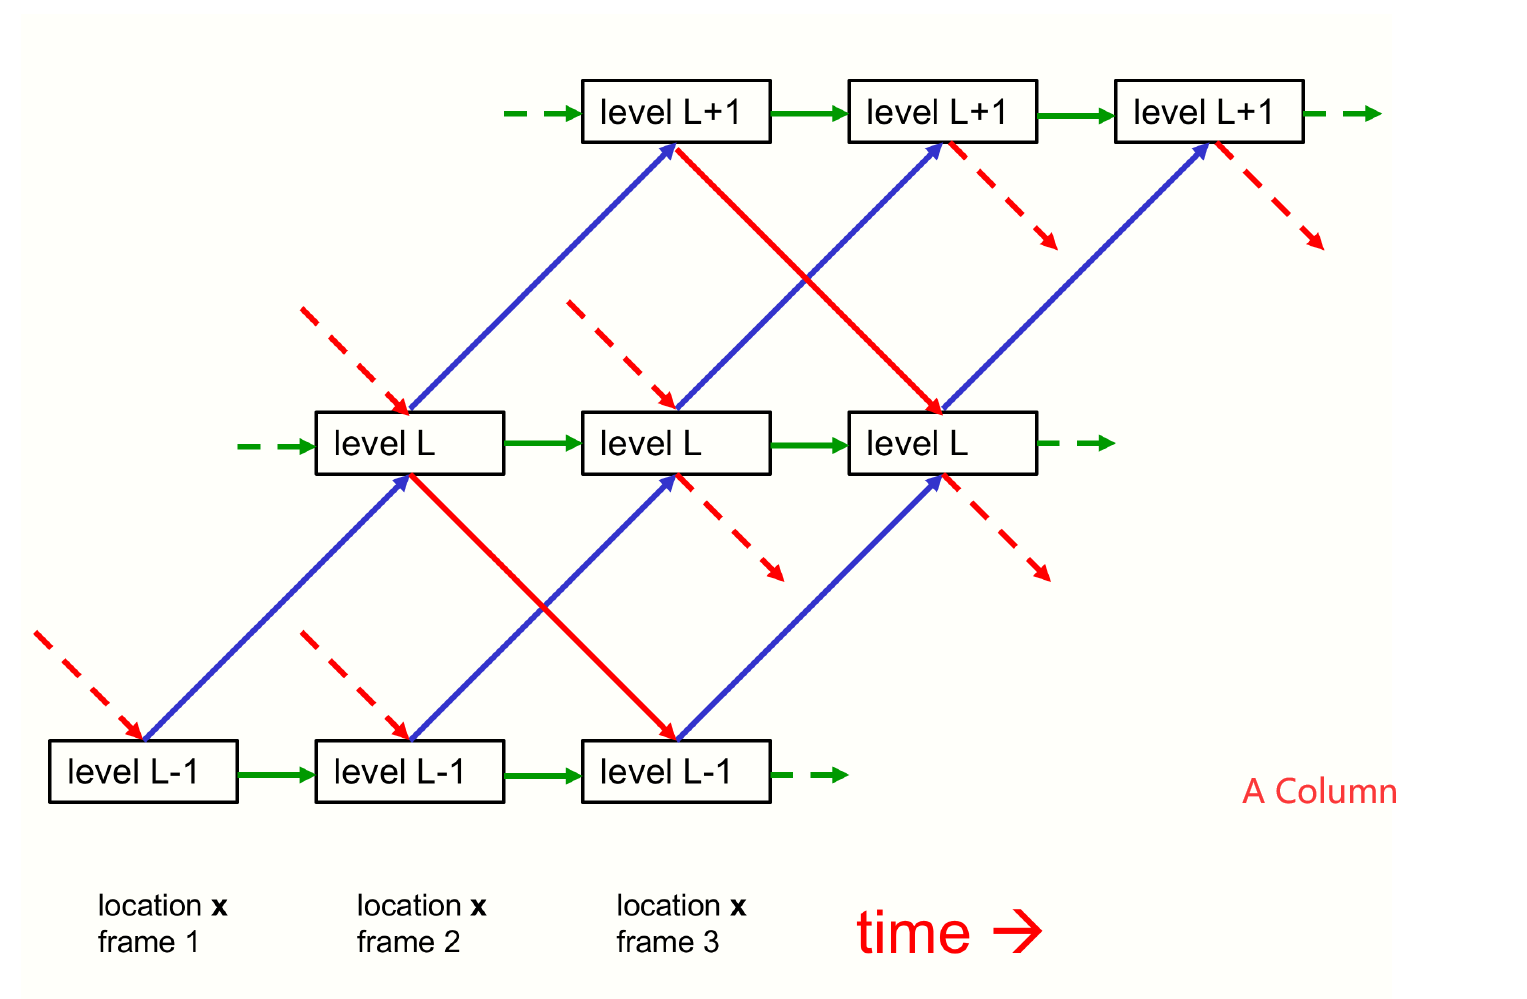 level L+1
level L+1
level L+1
level L
level L
level L
level L-1
level L-1
level L-1
A Column
location x
frame 1
location x
frame 2
location x
frame 3
time →